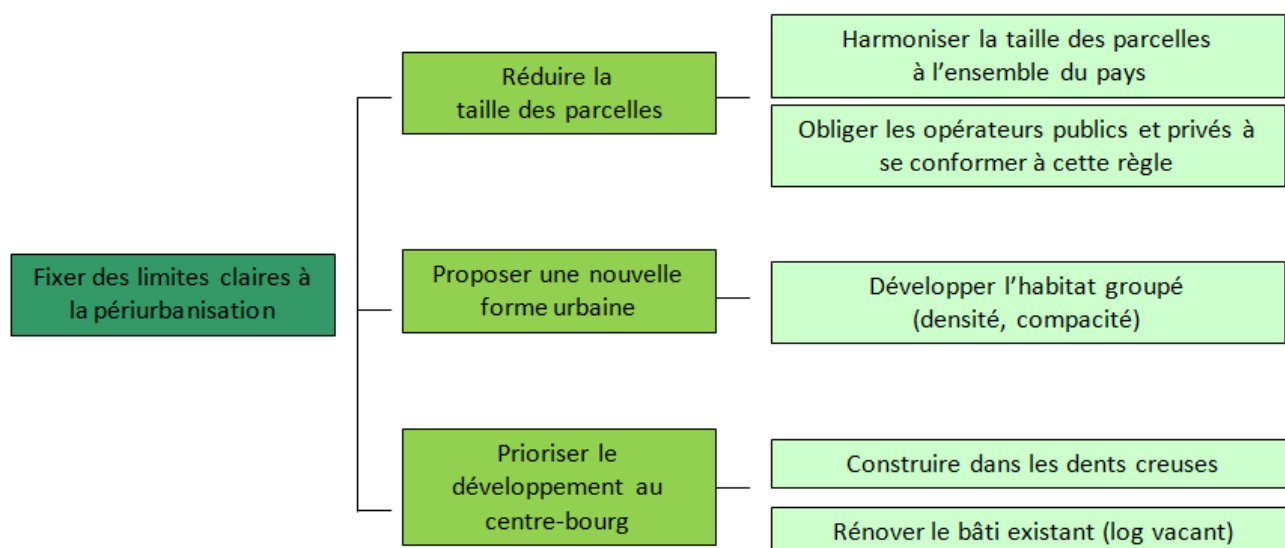 Fixer des limites claires à
la périurbanisation
Réduire la
taille des parcelles
Harmoniser la taille des parcelles
à l’ensemble du pays
Obliger les opérateurs publics et privés à
se conformer à cette règle
Proposer une nouvelle
forme urbaine
Développer l’habitat groupé
(densité, compacité)
Prioriser le
développement au
centre-bourg
Construire dans les dents creuses
Rénover le bâti existant (log vacant)